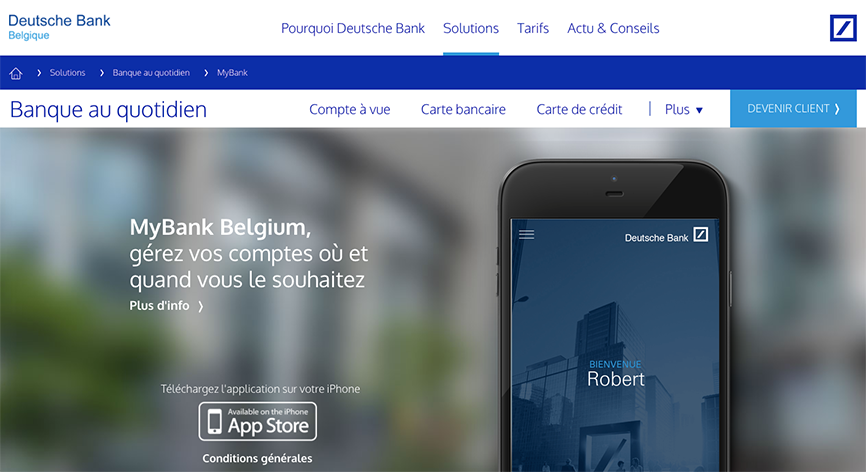 Deutsche Bank
Belgique
Pourquoi Deutsche Bank Solutions Tarifs Actu & Conseils
❯ Solutions ❯ Banque au quotidien ❯ MyBank
Banque au quotidien Compte à vue Carte bancaire Carte de crédit | Plus ▼ DEVENIR CLIENT ❯
MyBank Belgium,
gérez vos comptes où et
quand vous le souhaitez
Plus d'info ❯
Téléchargez l'application sur votre iPhone
Available on the iPhone
App Store
Conditions générales
Deutsche Bank
BIENVENUE
Robert